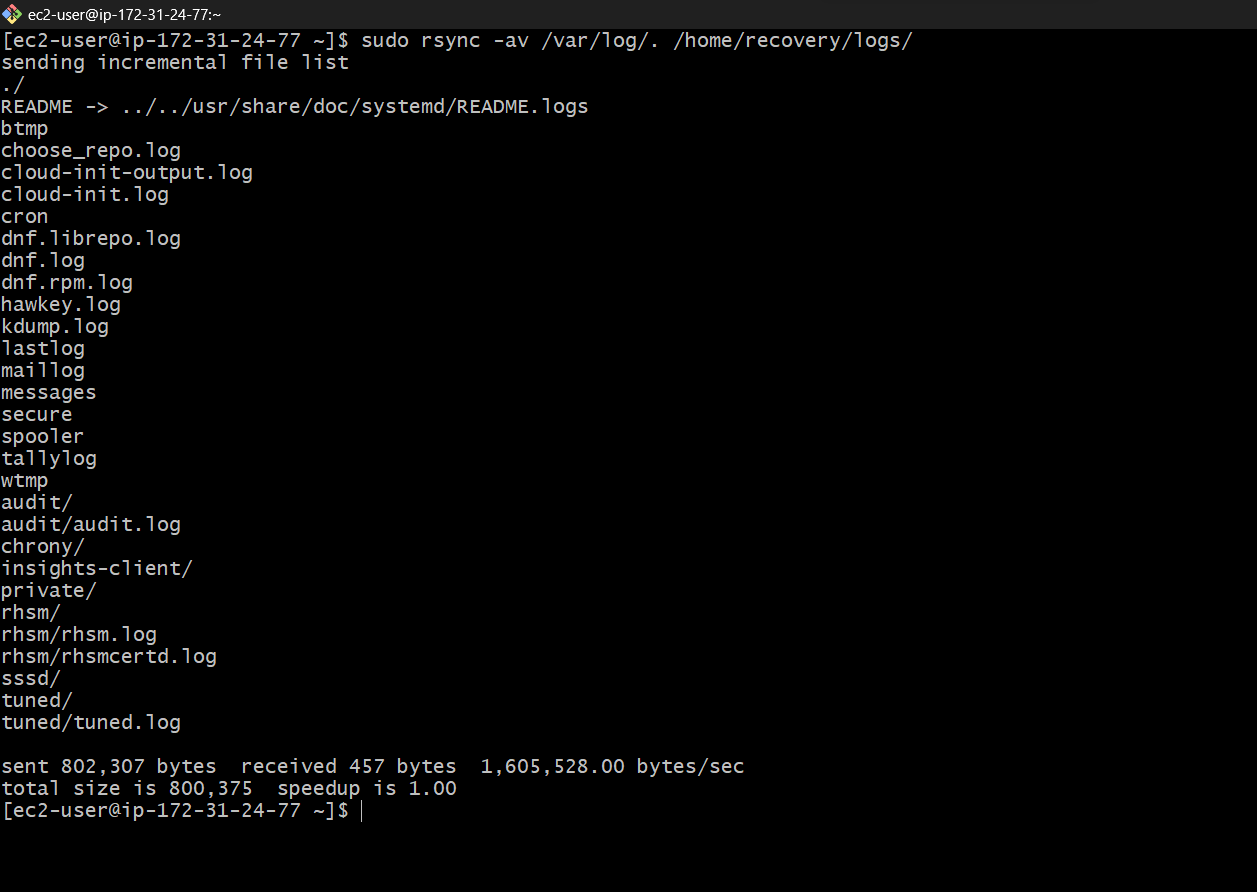 ec2-user@ip-172-31-24-77:~
[ec2-user@ip-172-31-24-77 ~]$ sudo rsync -av /var/log/. /home/recovery/logs/
sending incremental file list
./
README -> ../../usr/share/doc/systemd/README.logs
btmp
choose_repo.log
cloud-init-output.log
cloud-init.log
cron
dnf.librepo.log
dnf.log
dnf.rpm.log
hawkey.log
kdump.log
lastlog
maillog
messages
secure
spooler
tallylog
wtmp
audit/
audit/audit.log
chrony/
insights-client/
private/
rhsm/
rhsm/rhsm.log
rhsm/rhsmcertd.log
sssd/
tuned/
tuned/tuned.log

sent 802,307 bytes  received 457 bytes  1,605,528.00 bytes/sec
total size is 800,375  speedup is 1.00
[ec2-user@ip-172-31-24-77 ~]$